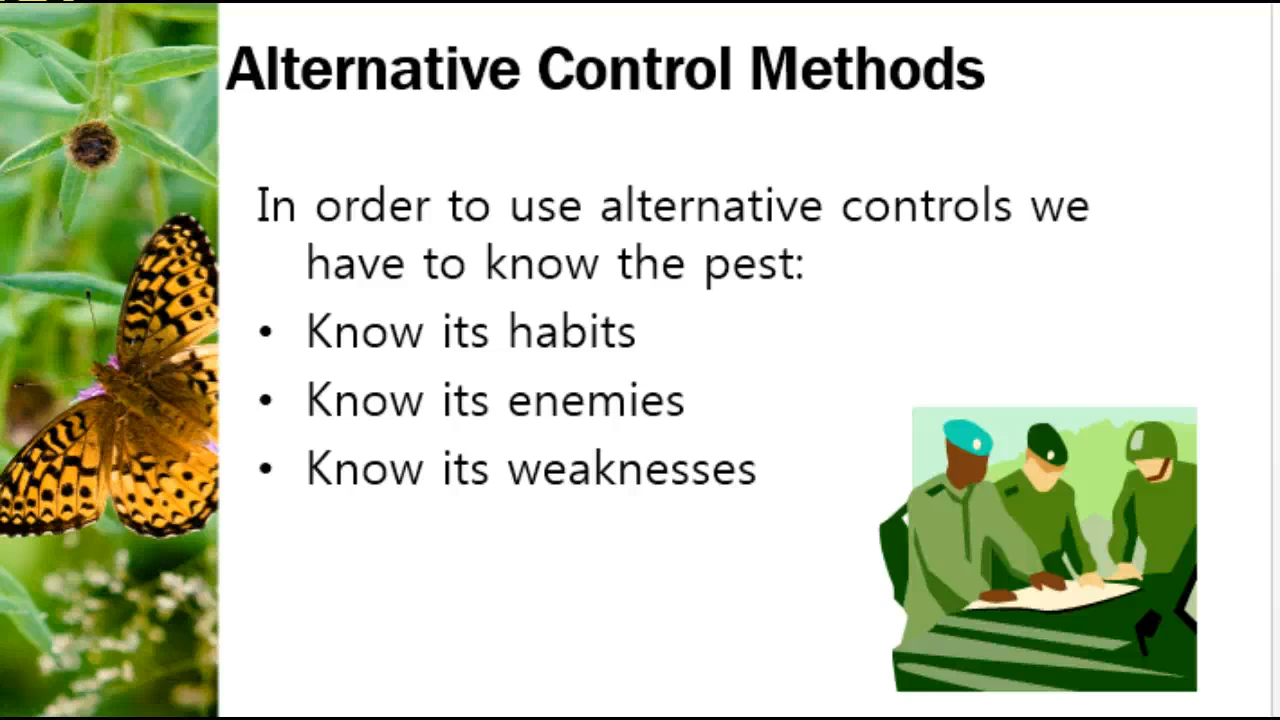 Alternative Control Methods
In order to use alternative controls we
have to know the pest:
• Know its habits
• Know its enemies
• Know its weaknesses